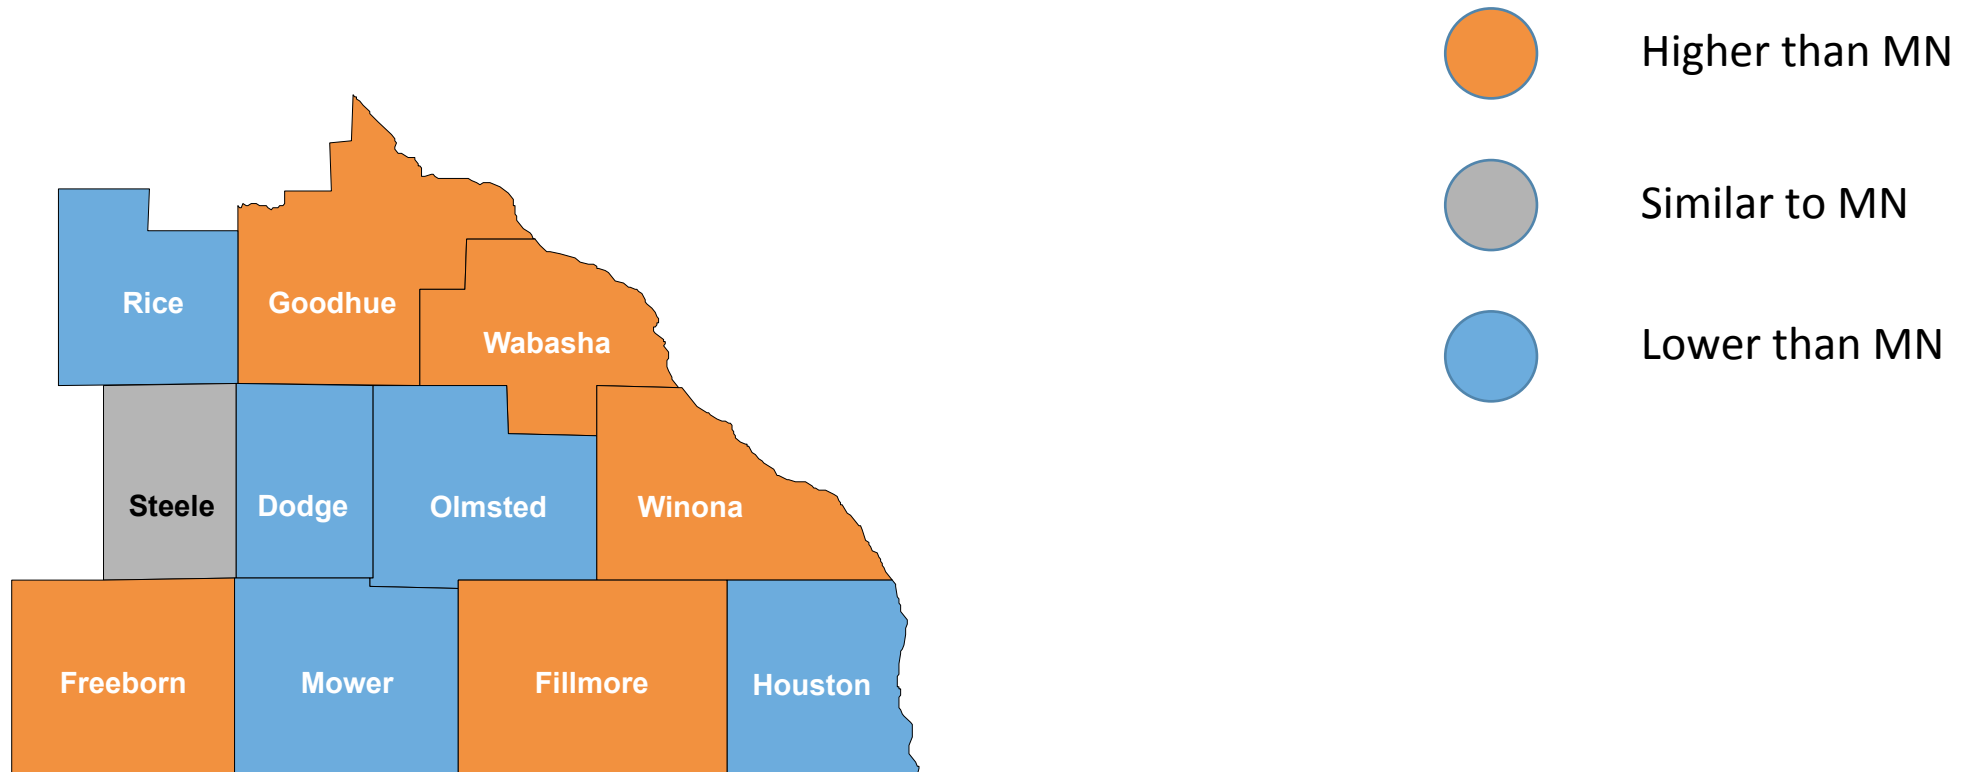 Higher than MN
Similar to MN
Lower than MN
Rice
Goodhue
Wabasha
Steele
Dodge
Olmsted
Winona
Freeborn
Mower
Fillmore
Houston